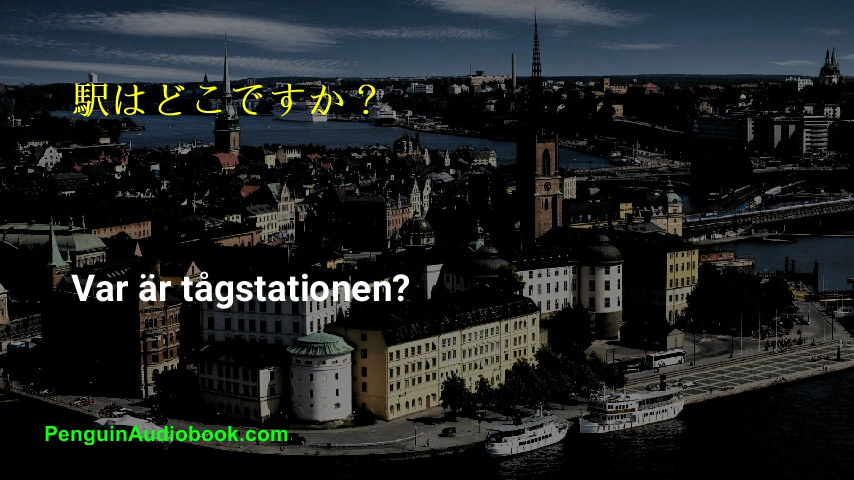 駅はどこですか？
Var är tågstationen?
PenguinAudiobook.com